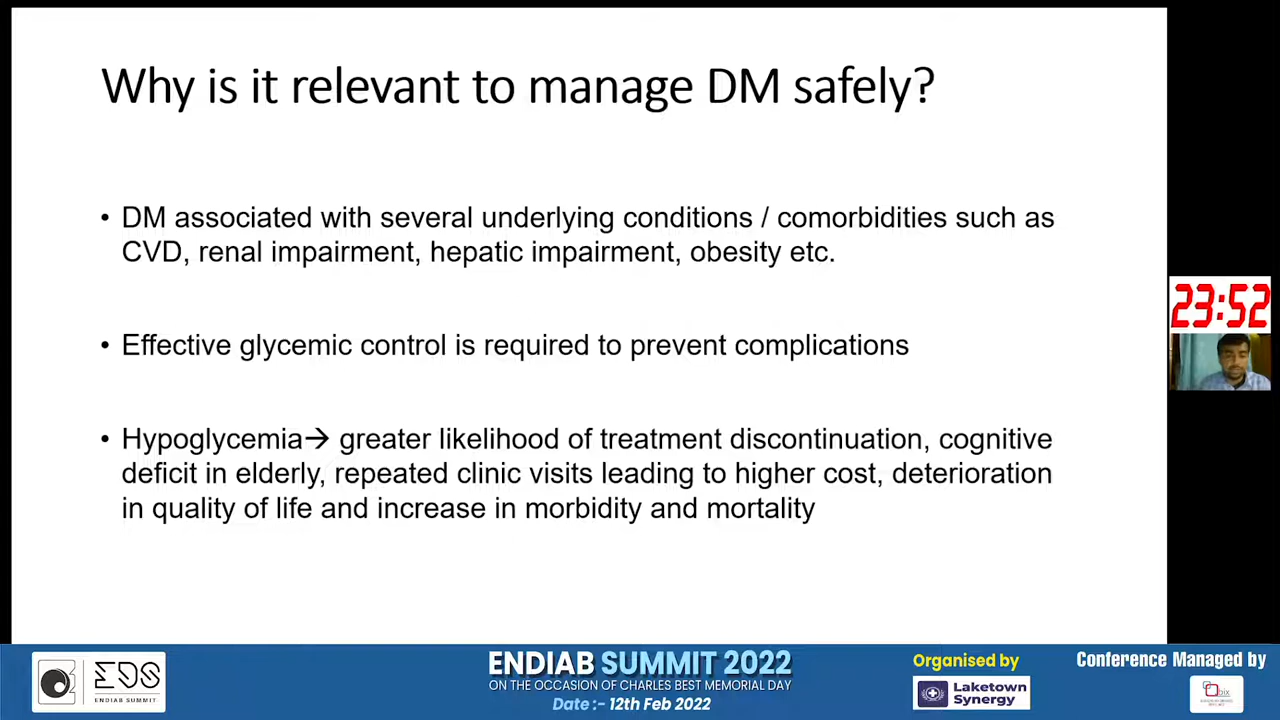 Why is it relevant to manage DM safely?
• DM associated with several underlying conditions / comorbidities such as
CVD, renal impairment, hepatic impairment, obesity etc.
• Effective glycemic control is required to prevent complications
• Hypoglycemia→ greater likelihood of treatment discontinuation, cognitive
deficit in elderly, repeated clinic visits leading to higher cost, deterioration
in quality of life and increase in morbidity and mortality
23:52
EDS
ENDIAB SUMMIT
ENDIAB SUMMIT 2022
ON THE OCCASION OF CHARLES BEST MEMORIAL DAY
Date :- 12th Feb 2022
Organised by
Laketown
Synergy
Conference Managed by